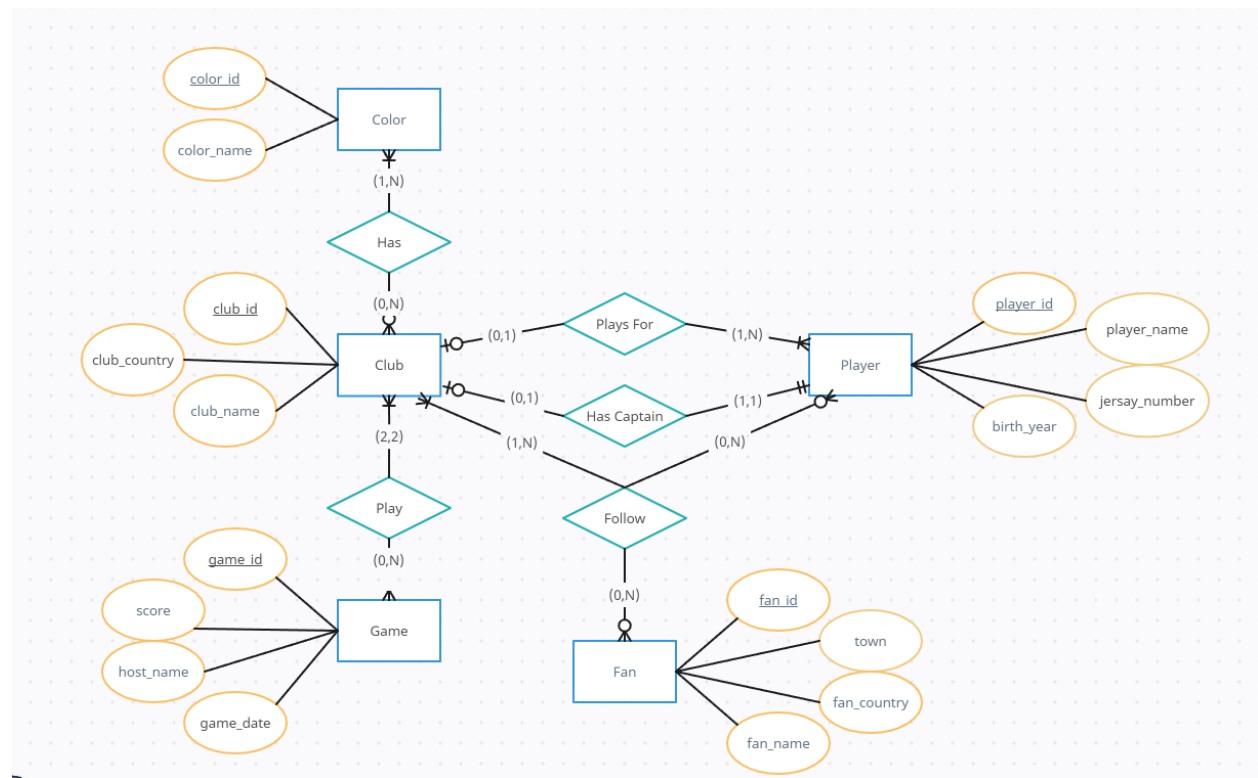 color_id
Color
color_name
(1,N)
Has
(0,N)
club_id
club_country
Club
club_name
(0,1)
Plays For
(1,N)
(0,1)
Has Captain
(1,1)
Player
player_id
player_name
jersay_number
birth_year
(2,2)
(1,N)
(0,N)
Play
Follow
(0,N)
(0,N)
game_id
score
Game
host_name
game_date
Fan
fan_id
town
fan_country
fan_name